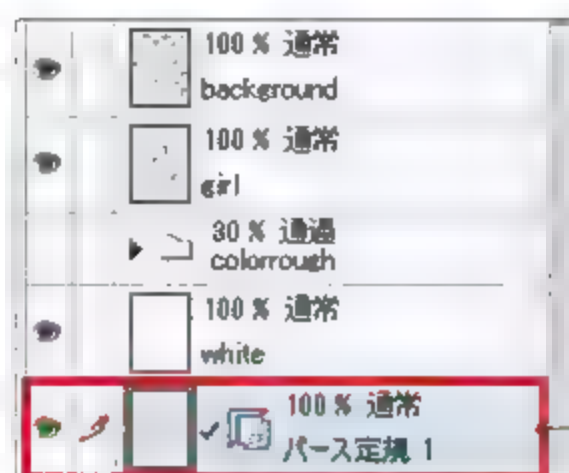 100 % 通常
background
100 % 通常
girl
30 % 通過
colorrough
100 % 通常
white
100 % 通常
パース定規 1